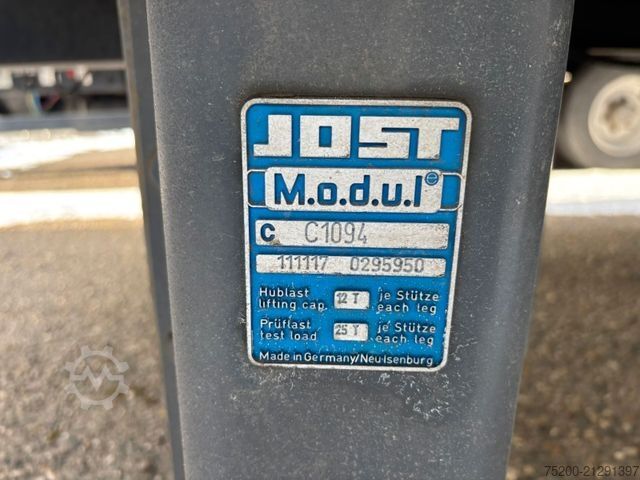 JOST
M.o.d.u.l®
C C1094
111117 0295950
Hublast 12 T je Stütze
lifting cap. each leg
Prüflast 25 T je Stütze
test load each leg
Made in Germany/Neu-Isenburg
75200-21291397